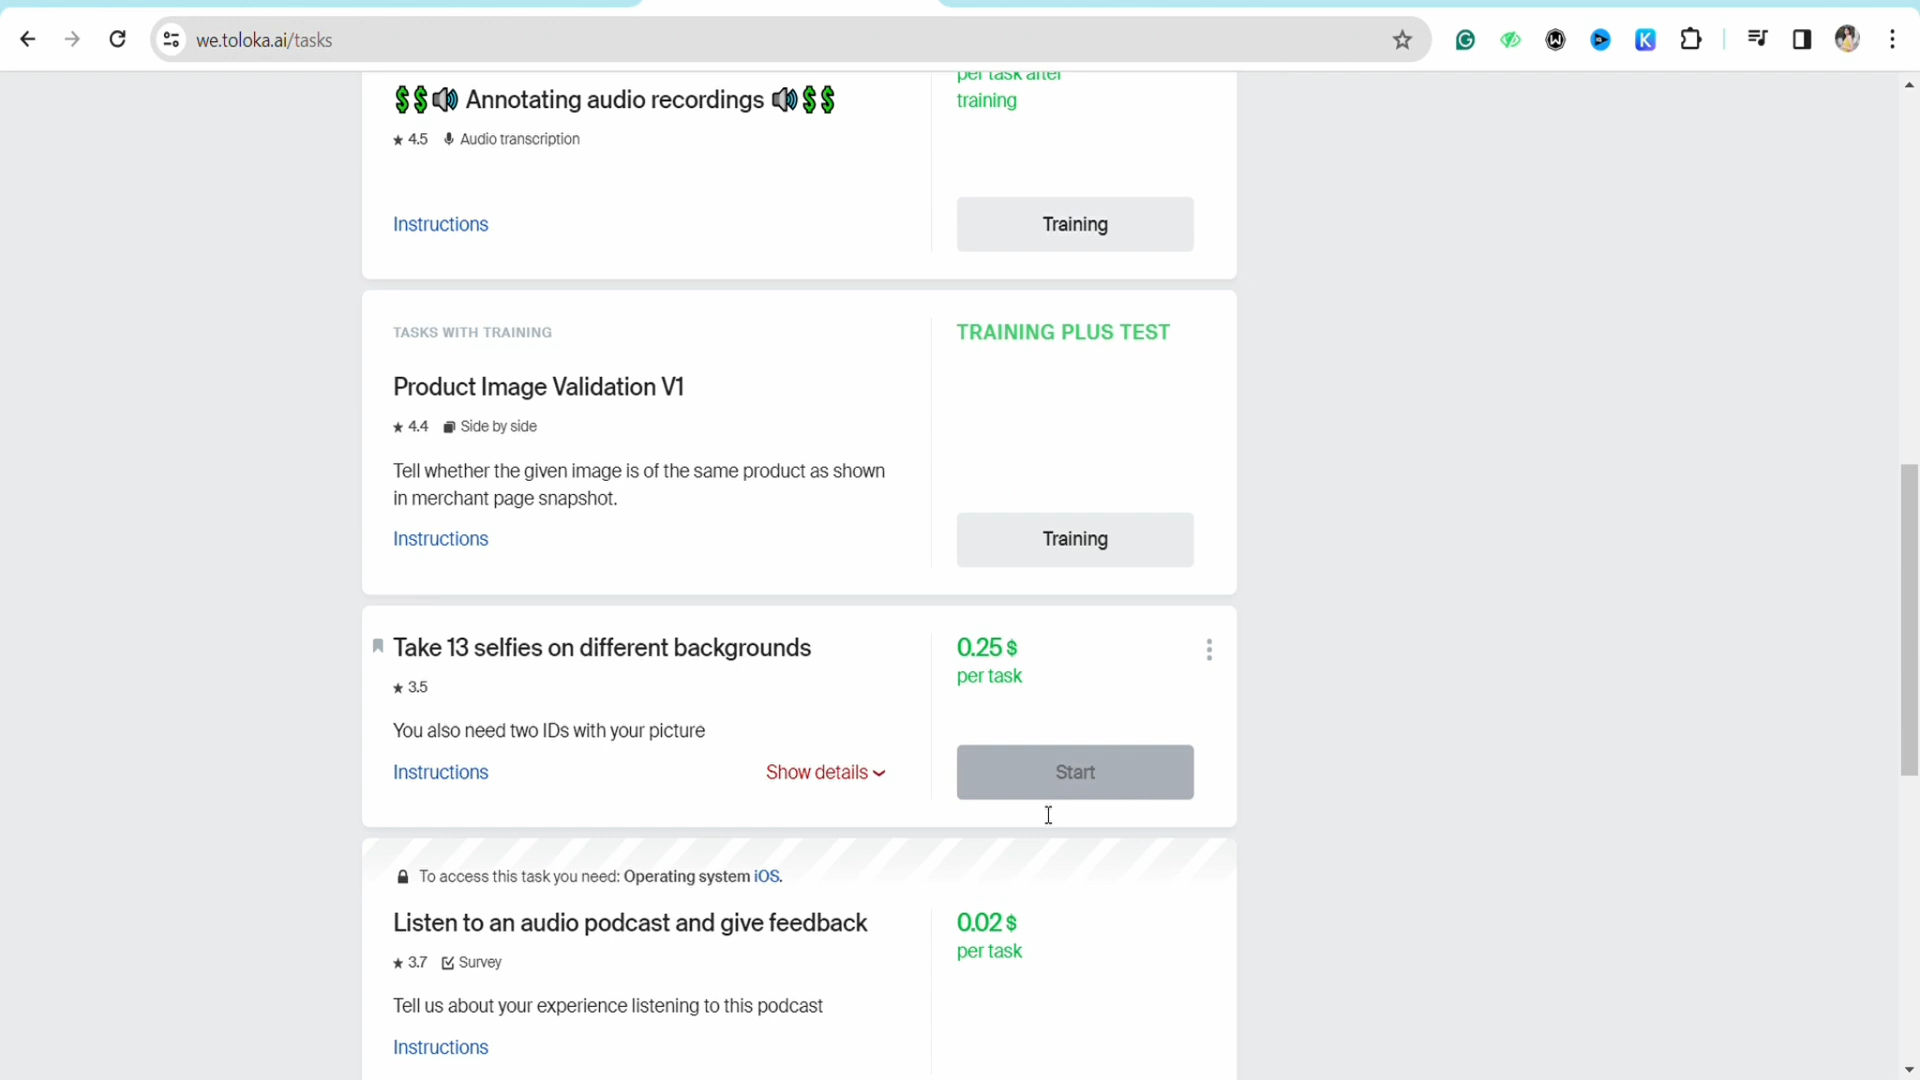 we.toloka.ai/tasks
per task after
training
$$ Annotating audio recordings $$
4.5 Audio transcription
Instructions
Training
TASKS WITH TRAINING
TRAINING PLUS TEST
Product Image Validation V1
4.4 Side by side
Tell whether the given image is of the same product as shown
in merchant page snapshot.
Instructions
Training
Take 13 selfies on different backgrounds
0.25 $
per task
3.5
You also need two IDs with your picture
Instructions
Show details
Start
To access this task you need: Operating system iOS.
Listen to an audio podcast and give feedback
0.02 $
per task
3.7 Survey
Tell us about your experience listening to this podcast
Instructions